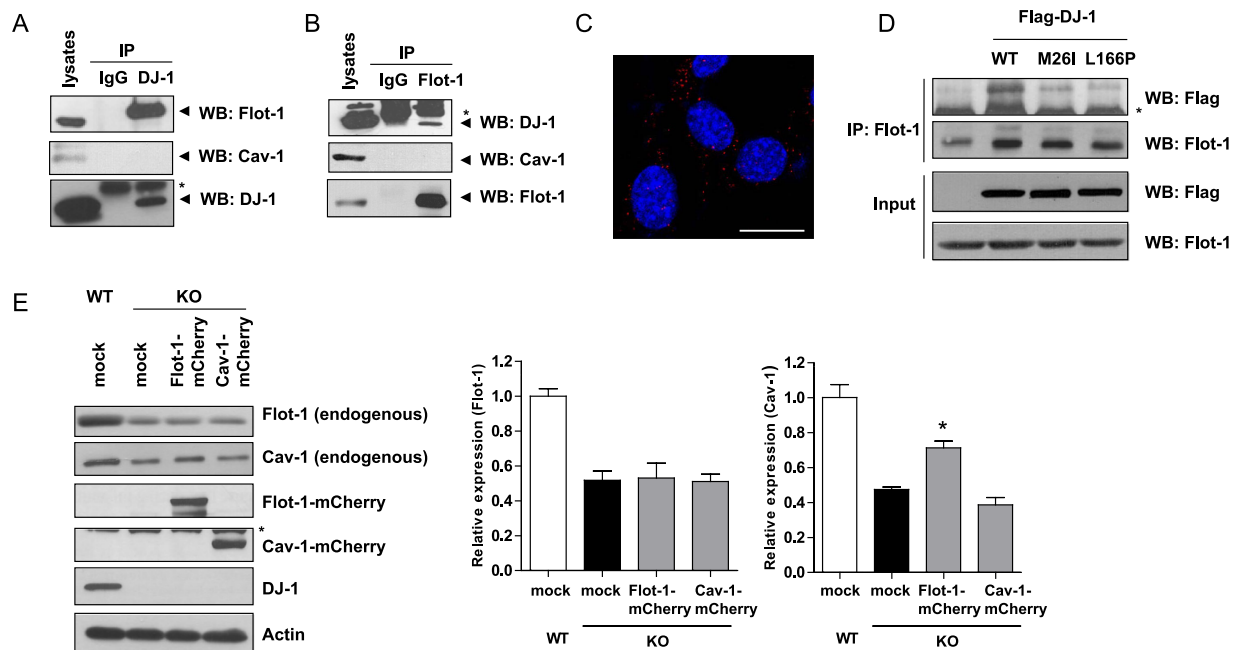 A
lysates
IP
IgG DJ-1
WB: Flot-1
WB: Cav-1
*
WB: DJ-1
B
lysates
IP
IgG Flot-1
*
WB: DJ-1
WB: Cav-1
WB: Flot-1
C
D
Flag-DJ-1
WT M26I L166P
IP: Flot-1
WB: Flag
*
WB: Flot-1
Input
WB: Flag
WB: Flot-1
E
WT KO
mock
mock
Flot-1-
mCherry
Cav-1-
mCherry
Flot-1 (endogenous)
Cav-1 (endogenous)
Flot-1-mCherry
*
Cav-1-mCherry
DJ-1
Actin
Relative expression (Flot-1)
1.2
1.0
0.8
0.6
0.4
0.2
0.0
mock mock Flot-1- Cav-1-
mCherry mCherry
WT KO
Relative expression (Cav-1)
1.2
1.0
0.8
0.6
0.4
0.2
0.0
*
mock mock Flot-1- Cav-1-
mCherry mCherry
WT KO